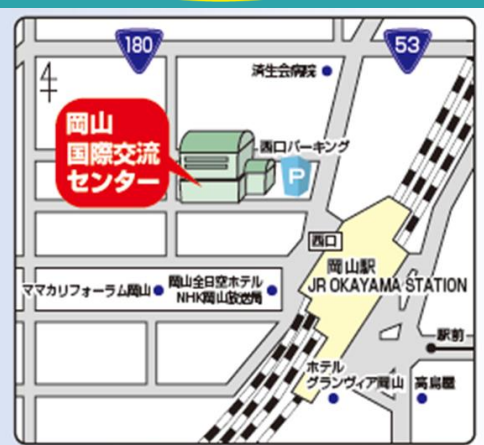 180
53
済生会病院
岡山
国際交流
センター
西口パーキング
P
西口
岡山駅
JR OKAYAMA STATION
ママカリフォーラム岡山
岡山全日空ホテル
NHK岡山放送局
駅前
ホテル
グランヴィア岡山
高島屋